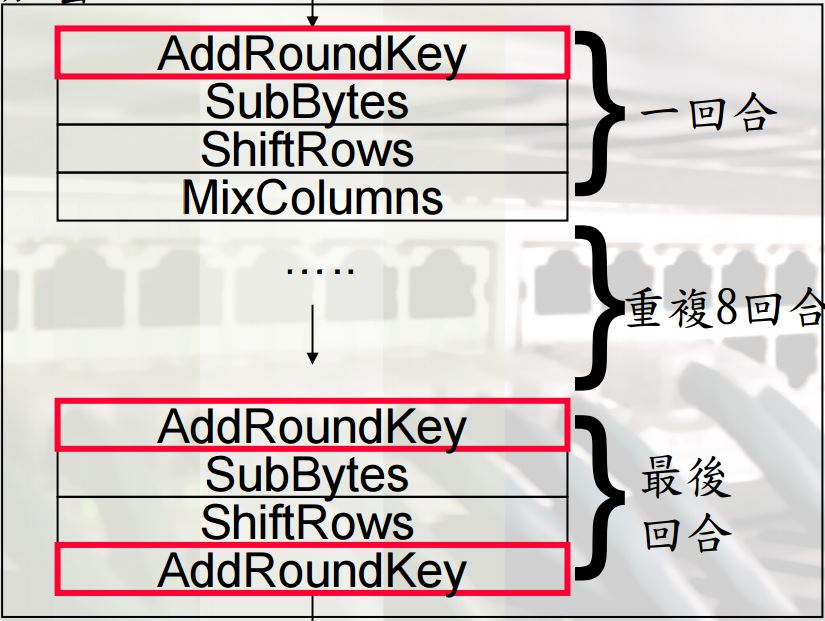 AddRoundKey
SubBytes
ShiftRows
MixColumns
一回合
.....
重複8回合
AddRoundKey
SubBytes
ShiftRows
AddRoundKey
最後
回合